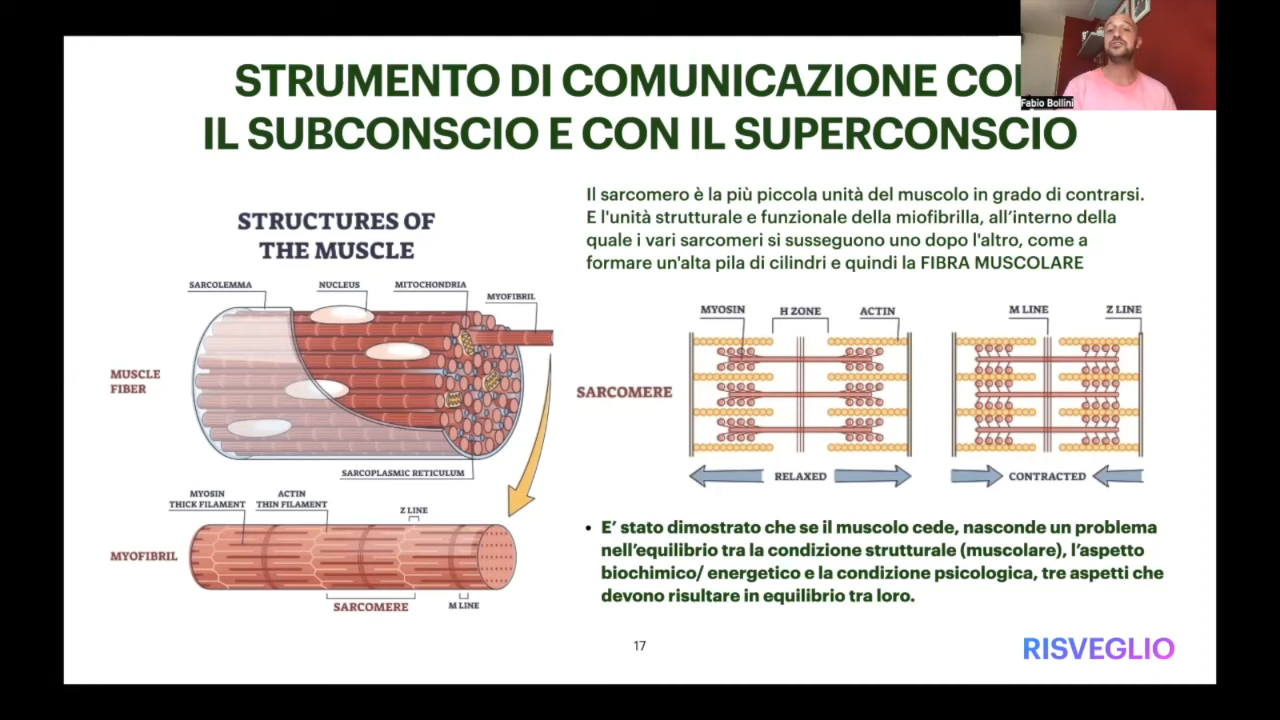 STRUMENTO DI COMUNICAZIONE CON
IL SUBCONSCIO E CON IL SUPERCONSCIO
Fabio Bollini
Il sarcomero è la più piccola unità del muscolo in grado di contrarsi.
E l'unità strutturale e funzionale della miofibrilla, all'interno della
quale i vari sarcomeri si susseguono uno dopo l'altro, come a
formare un'alta pila di cilindri e quindi la FIBRA MUSCOLARE
STRUCTURES OF
THE MUSCLE
SARCOLEMMA
NUCLEUS
MITOCHONDRIA
MYOFIBRIL
MUSCLE
FIBER
SARCOPLASMIC RETICULUM
MYOSIN
THICK FILAMENT
ACTIN
THIN FILAMENT
Z LINE
MYOFIBRIL
SARCOMERE
M LINE
MYOSIN
H ZONE
ACTIN
M LINE
Z LINE
SARCOMERE
RELAXED
CONTRACTED
• E' stato dimostrato che se il muscolo cede, nasconde un problema
nell'equilibrio tra la condizione strutturale (muscolare), l'aspetto
biochimico/ energetico e la condizione psicologica, tre aspetti che
devono risultare in equilibrio tra loro.
17
RISVEGLIO